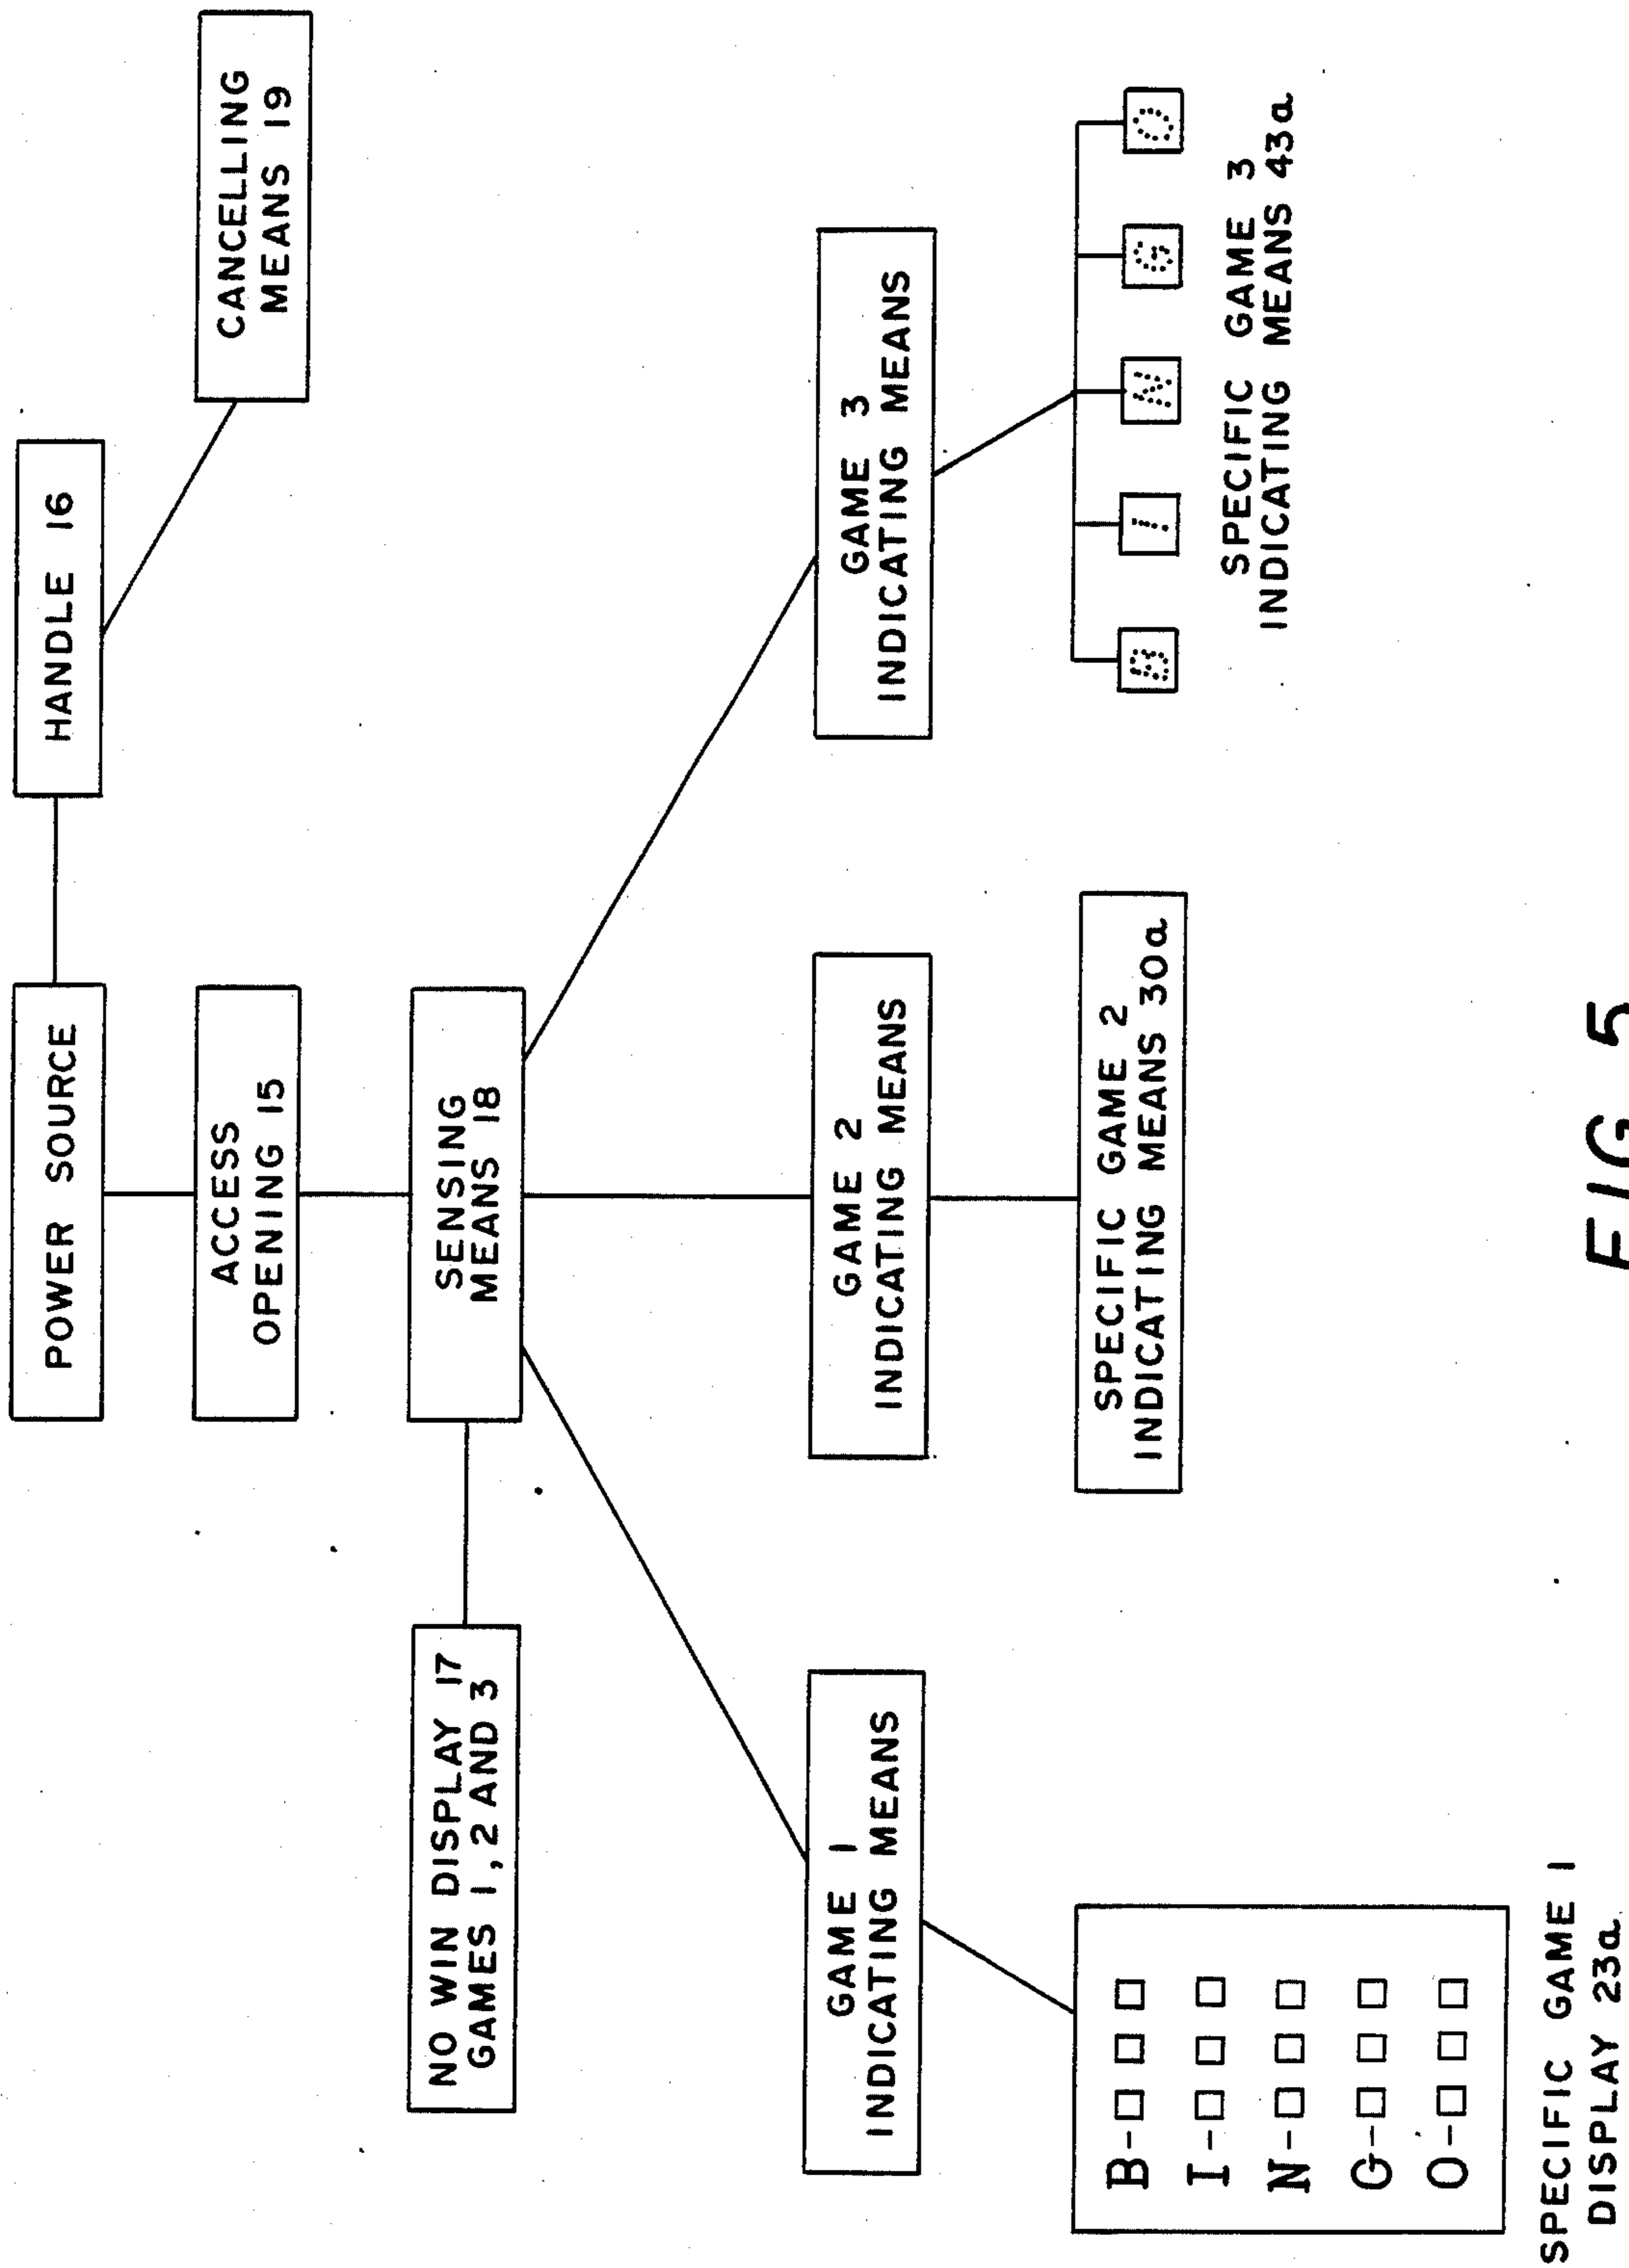 POWER SOURCE
HANDLE 16
CANCELLING
MEANS 19
ACCESS
OPENING 15
SENSING
MEANS 18
NO WIN DISPLAY 17
GAMES 1, 2 AND 3
GAME 1
INDICATING MEANS
GAME 2
INDICATING MEANS
GAME 3
INDICATING MEANS
B-
I-
N-
G-
O-
SPECIFIC GAME 1
DISPLAY 23a
SPECIFIC GAME 2
INDICATING MEANS 30a
B I N G O
SPECIFIC GAME 3
INDICATING MEANS 43a
FIG 5